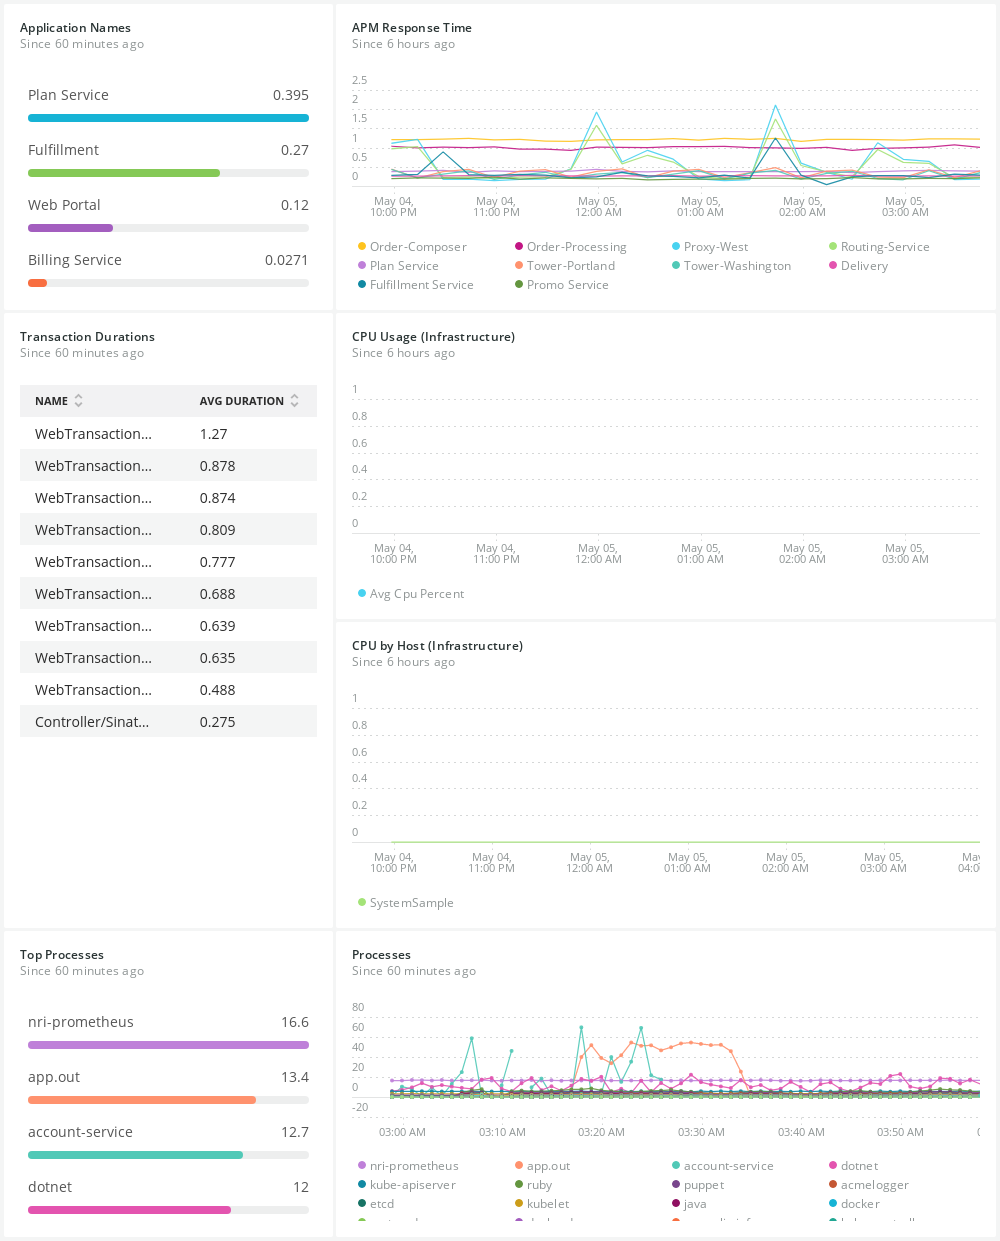 Application Names
Since 60 minutes ago
Plan Service 0.395
Fulfillment 0.27
Web Portal 0.12
Billing Service 0.0271
APM Response Time
Since 6 hours ago
2.5
2
1.5
1
0.5
0
May 04, May 04, May 05, May 05, May 05, May 05,
10:00 PM 11:00 PM 12:00 AM 01:00 AM 02:00 AM 03:00 AM
Order-Composer Order-Processing Proxy-West Routing-Service
Plan Service Tower-Portland Tower-Washington Delivery
Fulfillment Service Promo Service
Transaction Durations
Since 60 minutes ago
NAME AVG DURATION
WebTransaction... 1.27
WebTransaction... 0.878
WebTransaction... 0.874
WebTransaction... 0.809
WebTransaction... 0.777
WebTransaction... 0.688
WebTransaction... 0.639
WebTransaction... 0.635
WebTransaction... 0.488
Controller/Sinat... 0.275
CPU Usage (Infrastructure)
Since 6 hours ago
1
0.8
0.6
0.4
0.2
0
May 04, May 04, May 05, May 05, May 05, May 05,
10:00 PM 11:00 PM 12:00 AM 01:00 AM 02:00 AM 03:00 AM
Avg Cpu Percent
CPU by Host (Infrastructure)
Since 6 hours ago
1
0.8
0.6
0.4
0.2
0
May 04, May 04, May 05, May 05, May 05, May 05, May
10:00 PM 11:00 PM 12:00 AM 01:00 AM 02:00 AM 03:00 AM 04:0
SystemSample
Top Processes
Since 60 minutes ago
nri-prometheus 16.6
app.out 13.4
account-service 12.7
dotnet 12
Processes
Since 60 minutes ago
80
60
40
20
0
-20
03:00 AM 03:10 AM 03:20 AM 03:30 AM 03:40 AM 03:50 AM
nri-prometheus app.out account-service dotnet
kube-apiserver ruby puppet acmelogger
etcd kubelet java docker